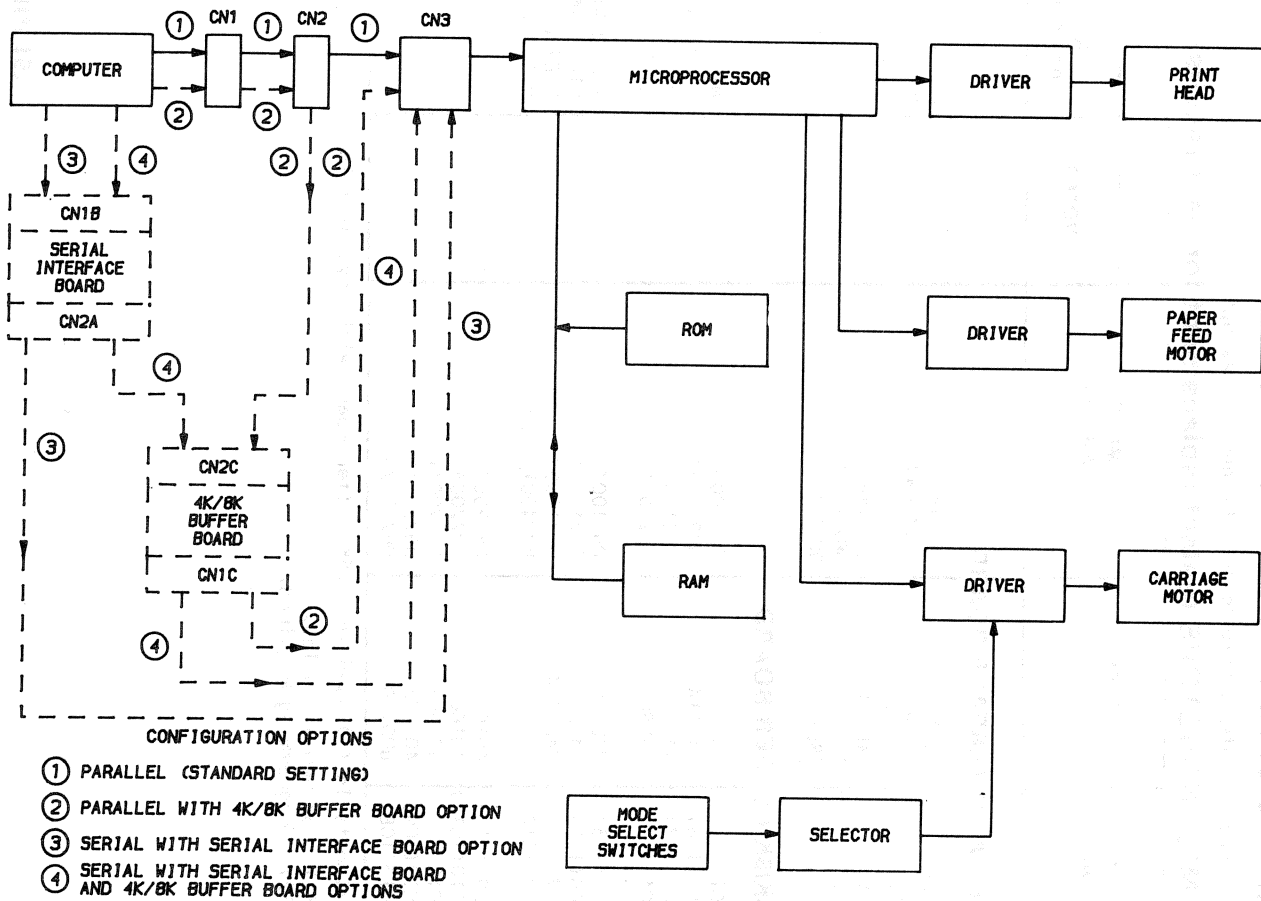 CN1
CN2
CN3
1
1
1
COMPUTER
MICROPROCESSOR
DRIVER
PRINT
HEAD
2
2
3
4
2
2
CN1B
SERIAL
INTERFACE
BOARD
CN2A
4
3
ROM
DRIVER
PAPER
FEED
MOTOR
4
3
CN2C
4K/8K
BUFFER
BOARD
CN1C
RAM
DRIVER
CARRIAGE
MOTOR
2
4
CONFIGURATION OPTIONS
1 PARALLEL (STANDARD SETTING)
2 PARALLEL WITH 4K/8K BUFFER BOARD OPTION
3 SERIAL WITH SERIAL INTERFACE BOARD OPTION
4 SERIAL WITH SERIAL INTERFACE BOARD
AND 4K/8K BUFFER BOARD OPTIONS
MODE
SELECT
SWITCHES
SELECTOR